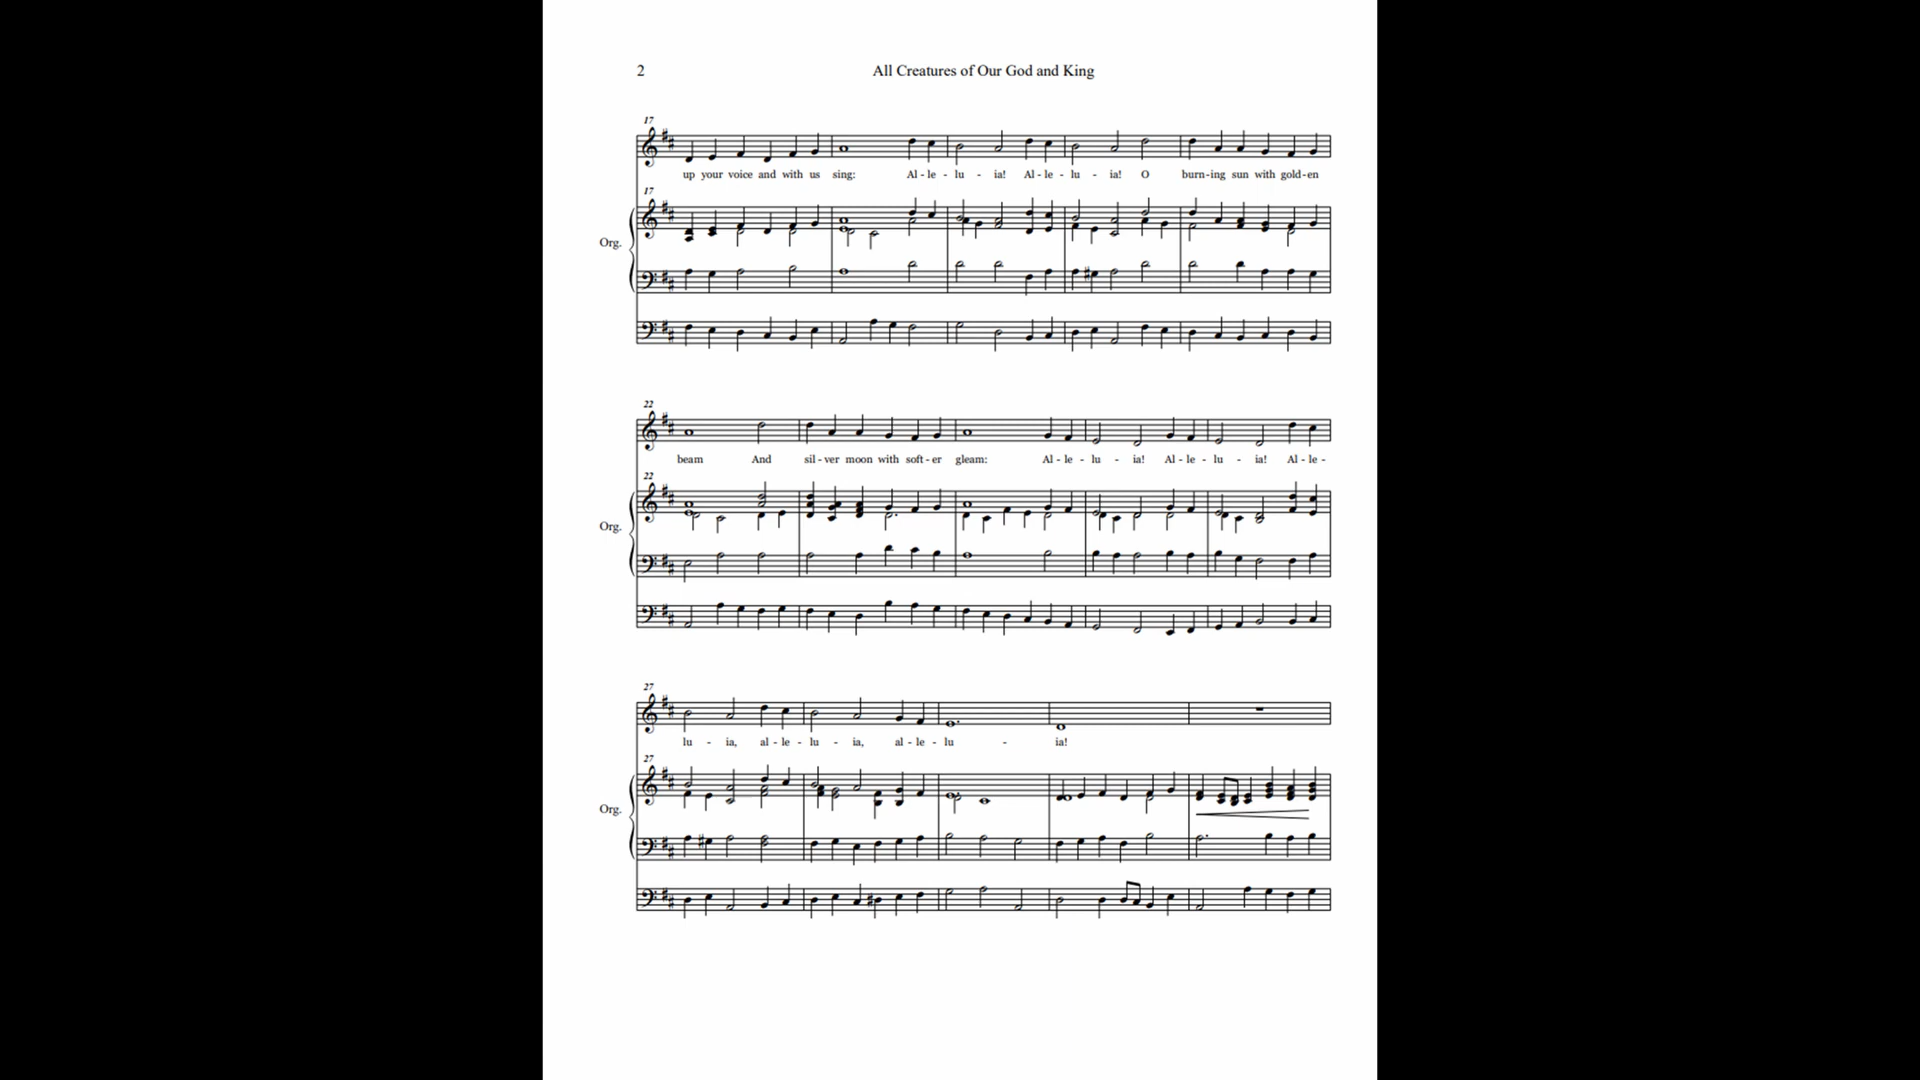 2 All Creatures of Our God and King
17
up your voice and with us sing: Al - le - lu - ia! Al - le - lu - ia! O burn-ing sun with gold-en
17
Org.
22
beam And sil - ver moon with soft - er gleam: Al - le - lu - ia! Al - le - lu - ia! Al - le -
22
Org.
27
lu - ia, al - le - lu - ia, al - le - lu - ia!
27
Org.